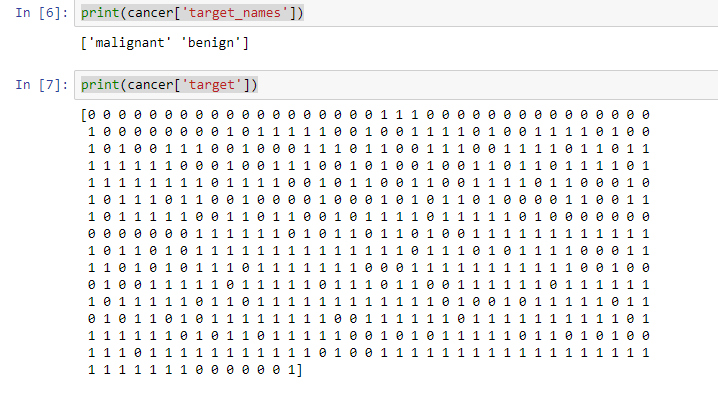 In [6]: print(cancer['target_names'])
['malignant' 'benign']
In [7]: print(cancer['target'])
[0 0 0 0 0 0 0 0 0 0 0 0 0 0 0 0 0 0 0 1 1 1 0 0 0 0 0 0 0 0 0 0 0 0 0 0 0
1 0 0 0 0 0 0 0 0 1 0 1 1 1 1 1 0 0 1 0 0 1 1 1 1 0 1 0 0 1 1 1 1 0 1 0 0
1 0 1 0 0 1 1 1 0 0 1 0 0 0 1 1 1 0 1 1 0 0 1 1 1 0 0 1 1 1 1 0 1 1 0 1 1
1 1 1 1 1 1 0 0 0 1 0 0 1 1 1 0 0 1 0 1 0 0 1 0 0 1 1 0 1 1 0 1 1 1 1 0 1
1 1 1 1 1 1 1 1 0 1 1 1 1 0 0 1 0 1 1 0 0 1 1 0 0 1 1 1 1 0 1 1 0 0 0 1 0
1 0 1 1 1 0 1 1 0 0 1 0 0 0 0 1 0 0 0 1 0 1 0 1 1 0 1 0 0 0 0 1 1 0 0 1 1
1 0 1 1 1 1 1 0 0 1 1 0 1 1 0 0 1 0 1 1 1 1 0 1 1 1 1 1 0 1 0 0 0 0 0 0 0
0 0 0 0 0 0 0 1 1 1 1 1 1 0 1 0 1 1 0 1 1 0 1 0 0 1 1 1 1 1 1 1 1 1 1 1 1
1 0 1 1 0 1 0 1 1 1 1 1 1 1 1 1 1 1 1 1 1 0 1 1 1 0 1 0 1 1 1 1 0 0 0 1 1
1 1 0 1 0 1 0 1 1 1 0 1 1 1 1 1 1 1 0 0 0 1 1 1 1 1 1 1 1 1 1 1 0 0 1 0 0
0 1 0 0 1 1 1 1 1 0 1 1 1 1 1 0 1 1 1 0 1 1 0 0 1 1 1 1 1 1 0 1 1 1 1 1 1
1 0 1 1 1 1 1 0 1 1 0 1 1 1 1 1 1 1 1 1 1 1 1 0 1 0 0 1 0 1 1 1 1 1 0 1 1
0 1 0 1 1 0 1 0 1 1 1 1 1 1 1 1 0 0 1 1 1 1 1 1 0 1 1 1 1 1 1 1 1 1 1 0 1
1 1 1 1 1 1 0 1 0 1 1 0 1 1 1 1 1 0 0 1 0 1 0 1 1 1 1 1 0 1 1 0 1 0 1 0 0
1 1 1 0 1 1 1 1 1 1 1 1 1 1 1 0 1 0 0 1 1 1 1 1 1 1 1 1 1 1 1 1 1 1 1 1 1
1 1 1 1 1 1 1 0 0 0 0 0 0 1]